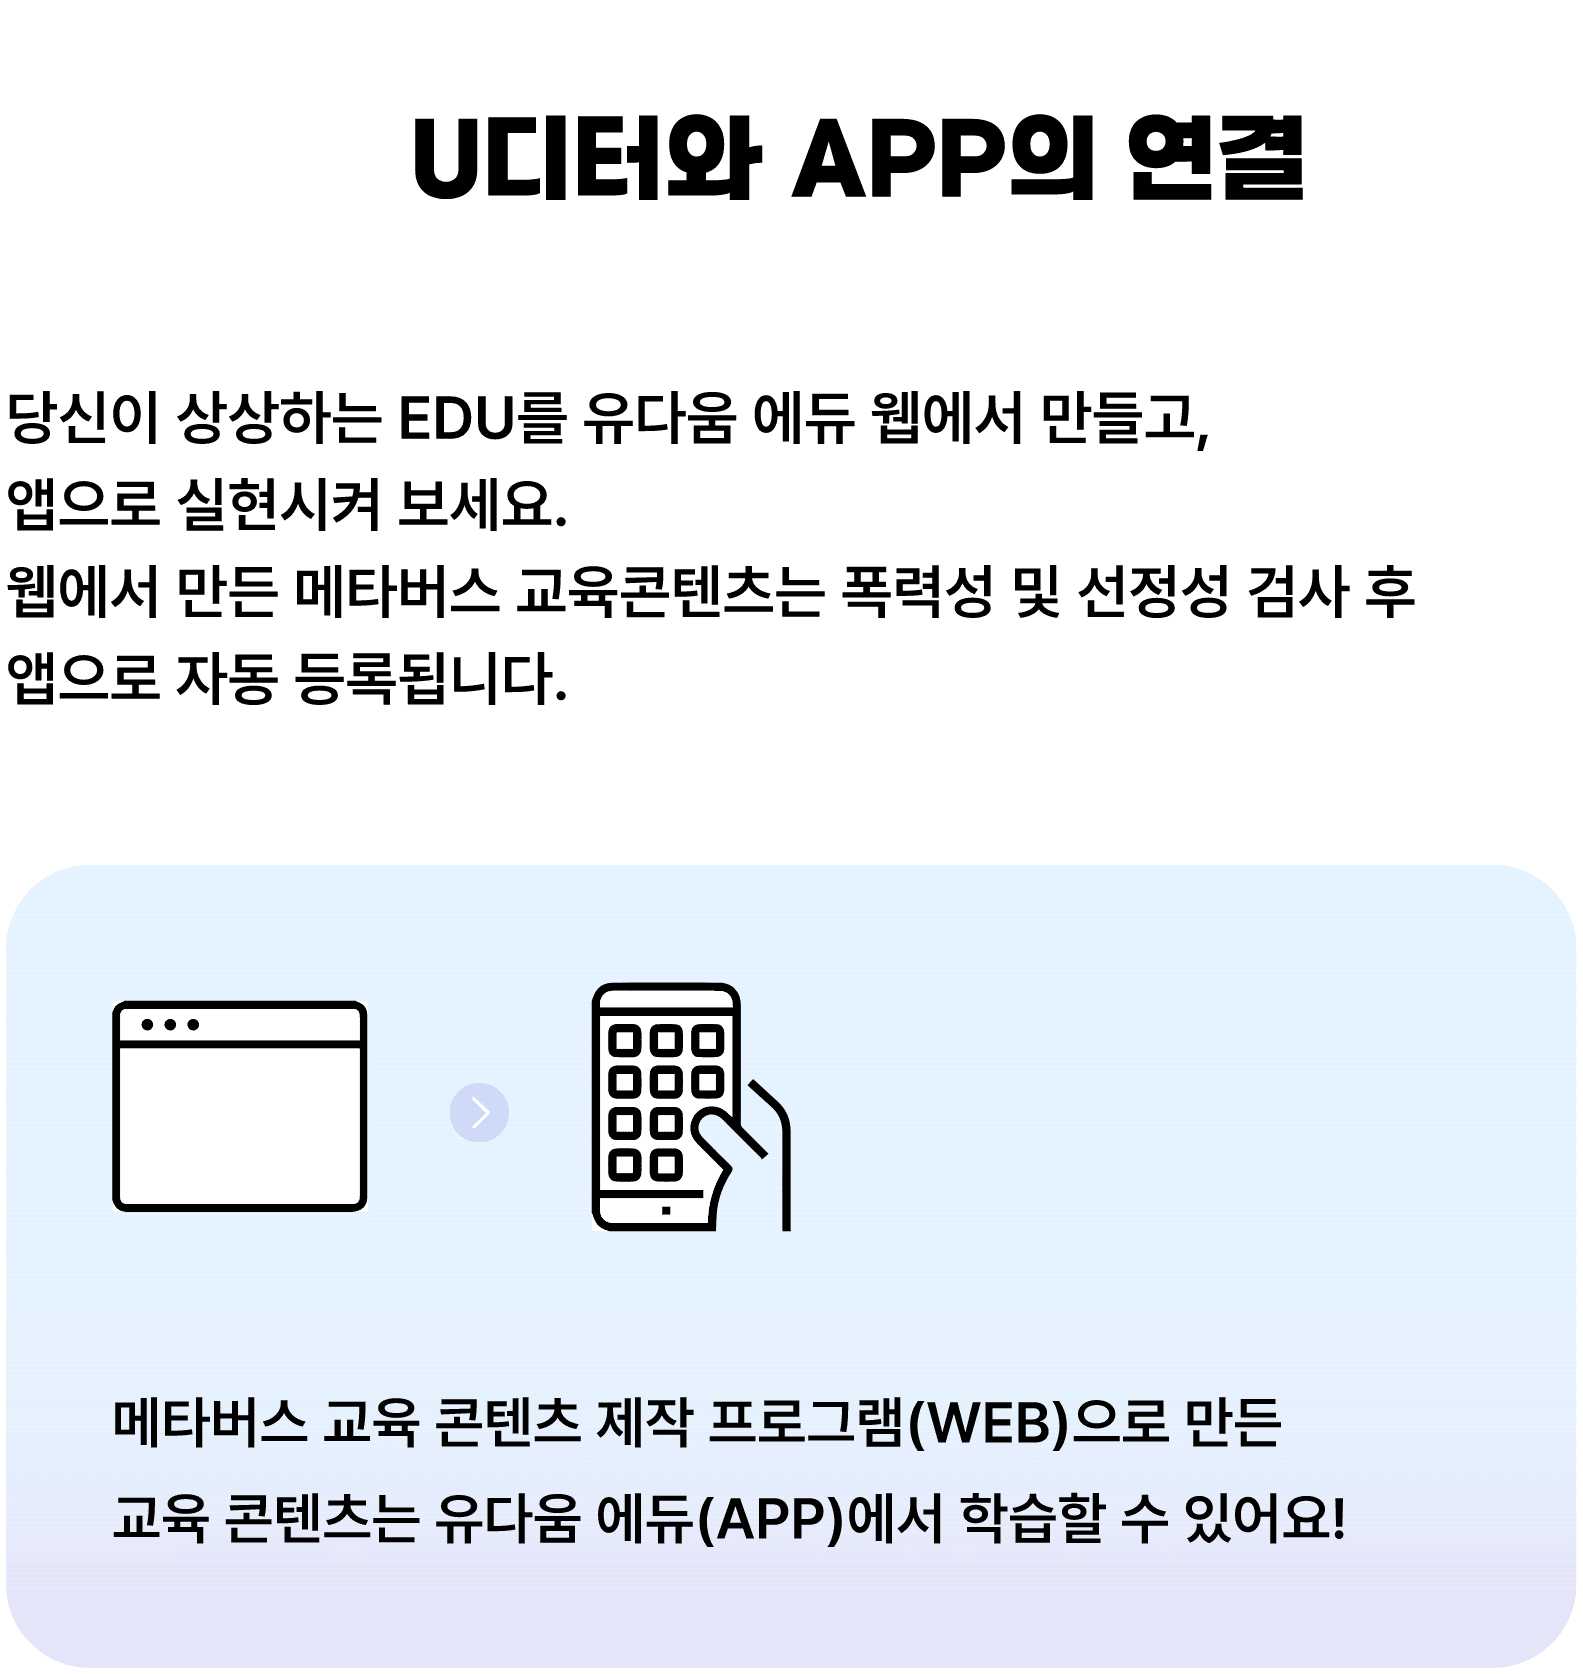 U디터와 APP의 연결
당신이 상상하는 EDU를 유다움 에듀 웹에서 만들고,
앱으로 실현시켜 보세요.
웹에서 만든 메타버스 교육콘텐츠는 폭력성 및 선정성 검사 후
앱으로 자동 등록됩니다.
메타버스 교육 콘텐츠 제작 프로그램(WEB)으로 만든
교육 콘텐츠는 유다움 에듀(APP)에서 학습할 수 있어요!